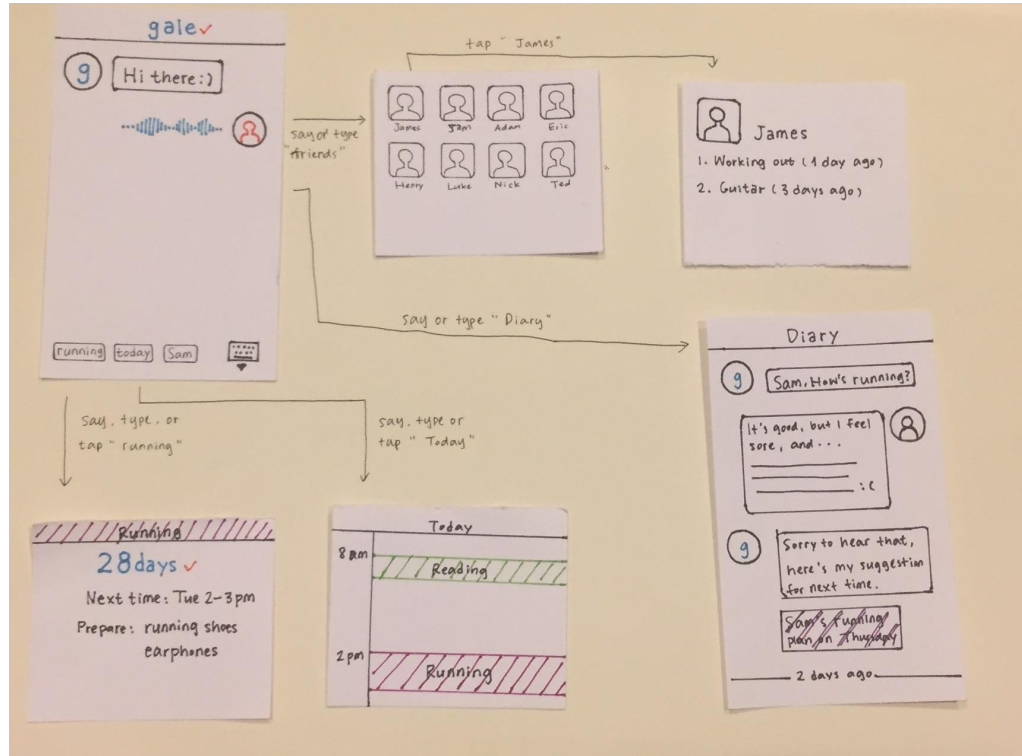 gale
g
Hi there:)
running today Sam
say or type
"friends"
tap "James"
James Sam Adam Eric
Henry Luke Nick Ted
James
1. Working out (1 day ago)
2. Guitar (3 days ago)
say or type "Diary"
Diary
g
Sam, How's running?
It's good, but I feel
sore, and ...
:(
g
Sorry to hear that,
here's my suggestion
for next time.
Sam's running
plan on Thursday
2 days ago
say, type, or
tap "running"
say, type or
tap "Today"
Running
28 days
Next time: Tue 2-3pm
Prepare: running shoes
earphones
Today
8 am
Reading
2 pm
Running